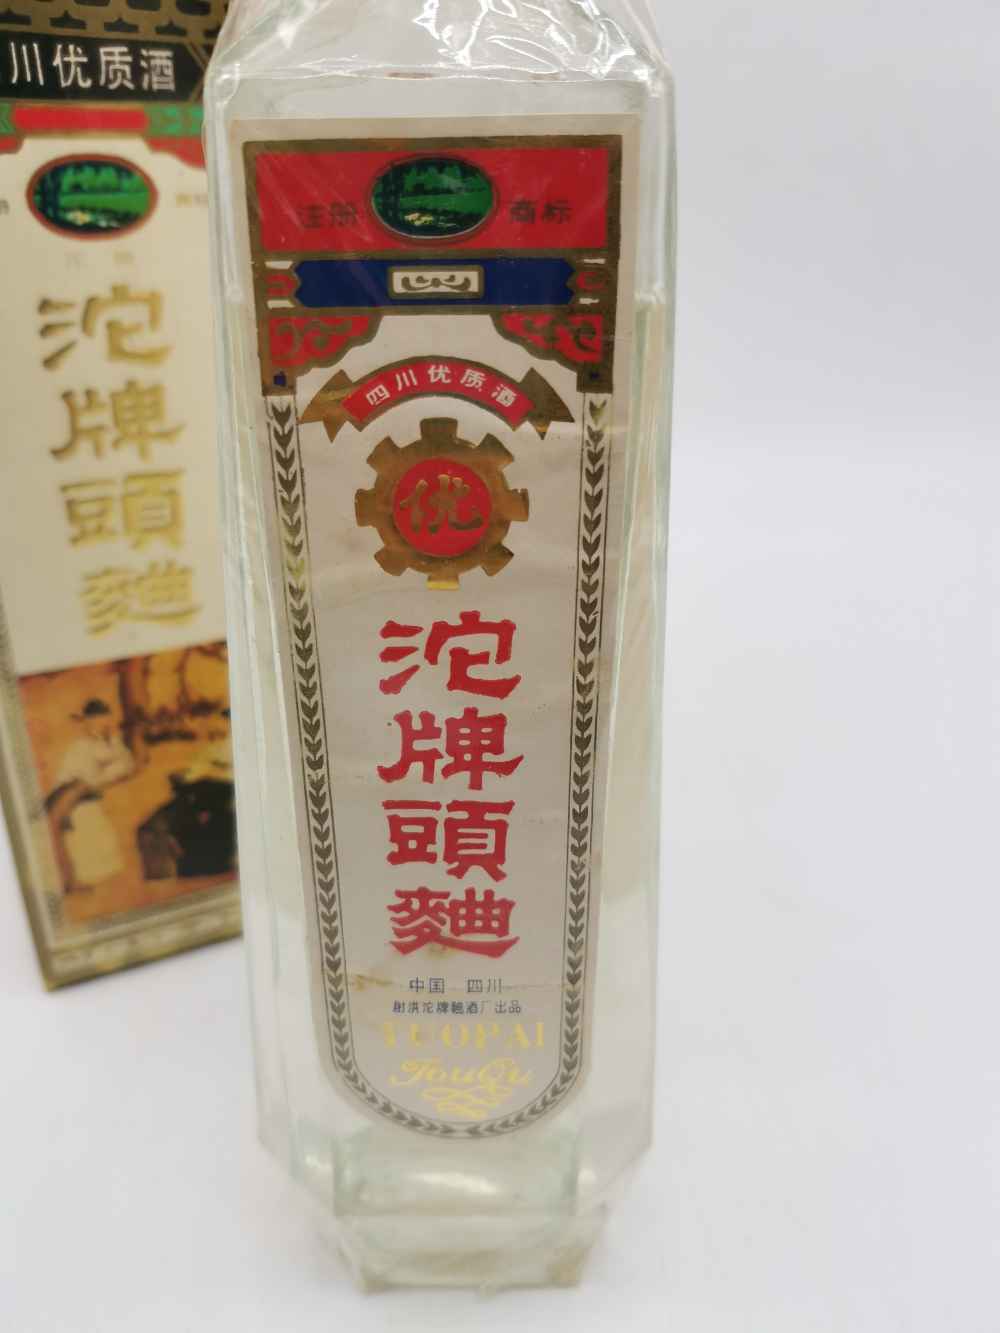 川优质酒
沱
牌
頭
麯
注册 商标
四川优质酒
优
沱
牌
頭
麯
中国 四川
射洪沱牌麯酒厂出品
TUOPAI
TouQu